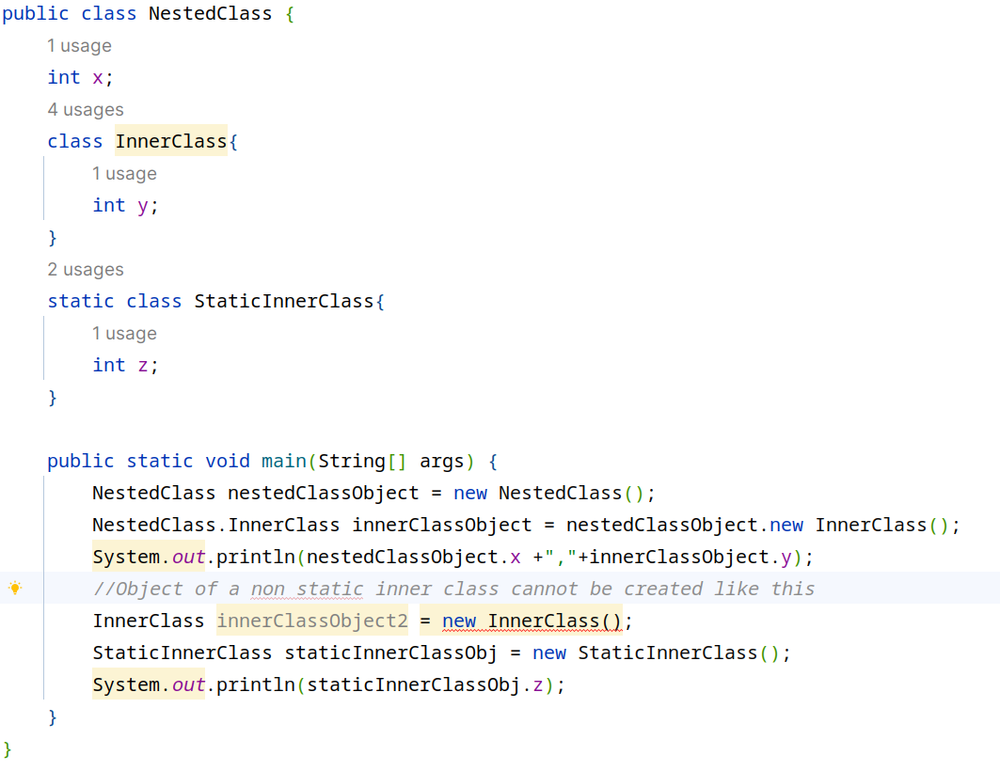 public class NestedClass {
1 usage
int x;
4 usages
class InnerClass{
1 usage
int y;
}
2 usages
static class StaticInnerClass{
1 usage
int z;
}
public static void main(String[] args) {
NestedClass nestedClassObject = new NestedClass();
NestedClass.InnerClass innerClassObject = nestedClassObject.new InnerClass();
System.out.println(nestedClassObject.x +","+innerClassObject.y);
//Object of a non static inner class cannot be created like this
InnerClass innerClassObject2 = new InnerClass();
StaticInnerClass staticInnerClassObj = new StaticInnerClass();
System.out.println(staticInnerClassObj.z);
}
}